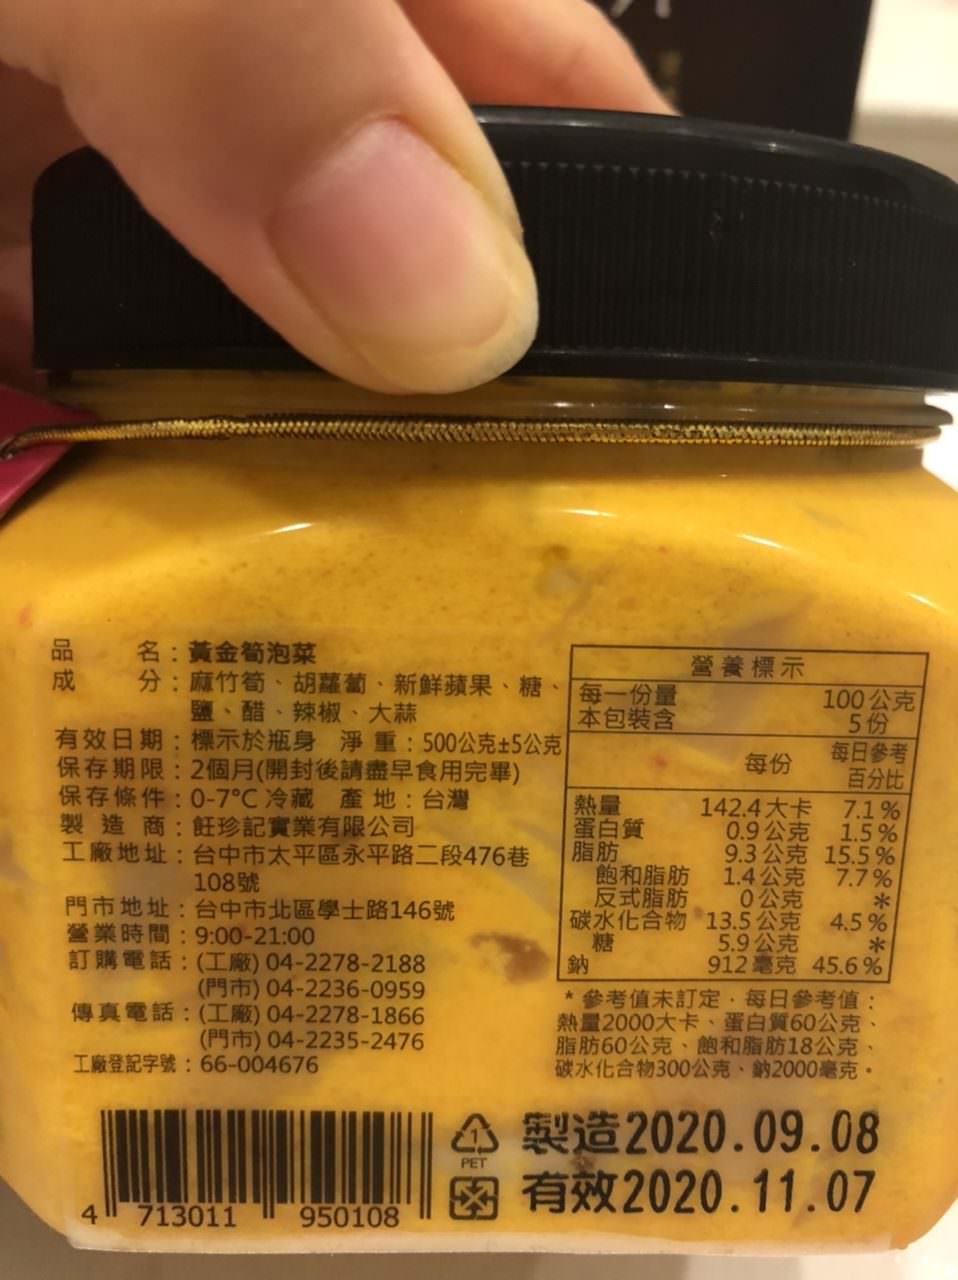 品　　名：黃金筍泡菜
成　　分：麻竹筍、胡蘿蔔、新鮮蘋果、糖、
鹽、醋、辣椒、大蒜
有效日期：標示於瓶身 淨重：500公克±5公克
保存期限：2個月(開封後請盡早食用完畢)
保存條件：0-7°C 冷藏 產地：台灣
製造商：飪珍記實業有限公司
工廠地址：台中市太平區永平路二段476巷
108號
門市地址：台中市北區學士路146號
營業時間：9:00-21:00
訂購電話：(工廠) 04-2278-2188
(門市) 04-2236-0959
傳真電話：(工廠) 04-2278-1866
(門市) 04-2235-2476
工廠登記字號：66-004676
營養標示
每一份量 100公克
本包裝含 5份
每份 每日參考
百分比
熱量 142.4大卡 7.1%
蛋白質 0.9公克 1.5%
脂肪 9.3公克 15.5%
飽和脂肪 1.4公克 7.7%
反式脂肪 0公克 *
碳水化合物 13.5公克 4.5%
糖 5.9公克 *
鈉 912毫克 45.6%
* 參考值未訂定．每日參考值：
熱量2000大卡、蛋白質60公克、
脂肪60公克、飽和脂肪18公克、
碳水化合物300公克、鈉2000毫克。
4 713011 950108
1
PET
製造2020.09.08
有效2020.11.07